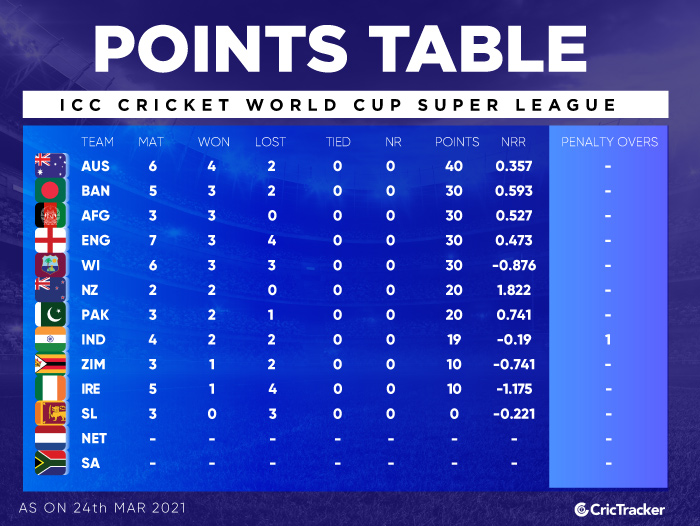 POINTS TABLE
ICC CRICKET WORLD CUP SUPER LEAGUE
TEAM MAT WON LOST TIED NR POINTS NRR PENALTY OVERS
AUS 6 4 2 0 0 40 0.357 -
BAN 5 3 2 0 0 30 0.593 -
AFG 3 3 0 0 0 30 0.527 -
ENG 7 3 4 0 0 30 0.473 -
WI 6 3 3 0 0 30 -0.876 -
NZ 2 2 0 0 0 20 1.822 -
PAK 3 2 1 0 0 20 0.741 -
IND 4 2 2 0 0 19 -0.19 1
ZIM 3 1 2 0 0 10 -0.741 -
IRE 5 1 4 0 0 10 -1.175 -
SL 3 0 3 0 0 0 -0.221 -
NET - - - - - - - -
SA - - - - - - - -
AS ON 24th MAR 2021
CricTracker